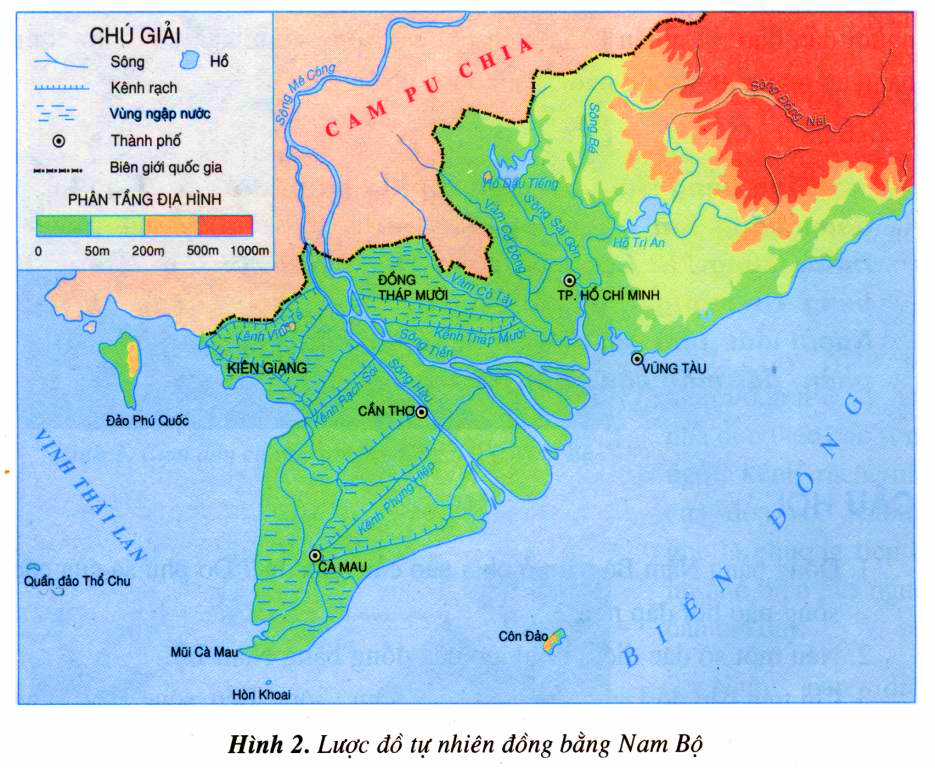 CHÚ GIẢI
Sông
Hồ
Kênh rạch
Vùng ngập nước
Thành phố
Biên giới quốc gia
PHÂN TẦNG ĐỊA HÌNH
0 50m 200m 500m 1000m
Sông Mê Công
CAM PU CHIA
Sông Đồng Nai
Sông Bé
Hồ Dầu Tiếng
Sông Sài Gòn
Vàm Cỏ Đông
Hồ Trị An
ĐỒNG
THÁP MƯỜI
Vàm Cỏ Tây
TP. HỒ CHÍ MINH
Kênh Vĩnh Tế
Kênh Tháp Mười
Sông Tiền
KIÊN GIANG
VŨNG TÀU
Sông Hậu
Kênh Rạch Sỏi
CẦN THƠ
Đảo Phú Quốc
VỊNH THÁI LAN
BIỂN ĐÔNG
Kênh Phụng Hiệp
CÀ MAU
Quần đảo Thổ Chu
Côn Đảo
Mũi Cà Mau
Hòn Khoai
Hình 2. Lược đồ tự nhiên đồng bằng Nam Bộ